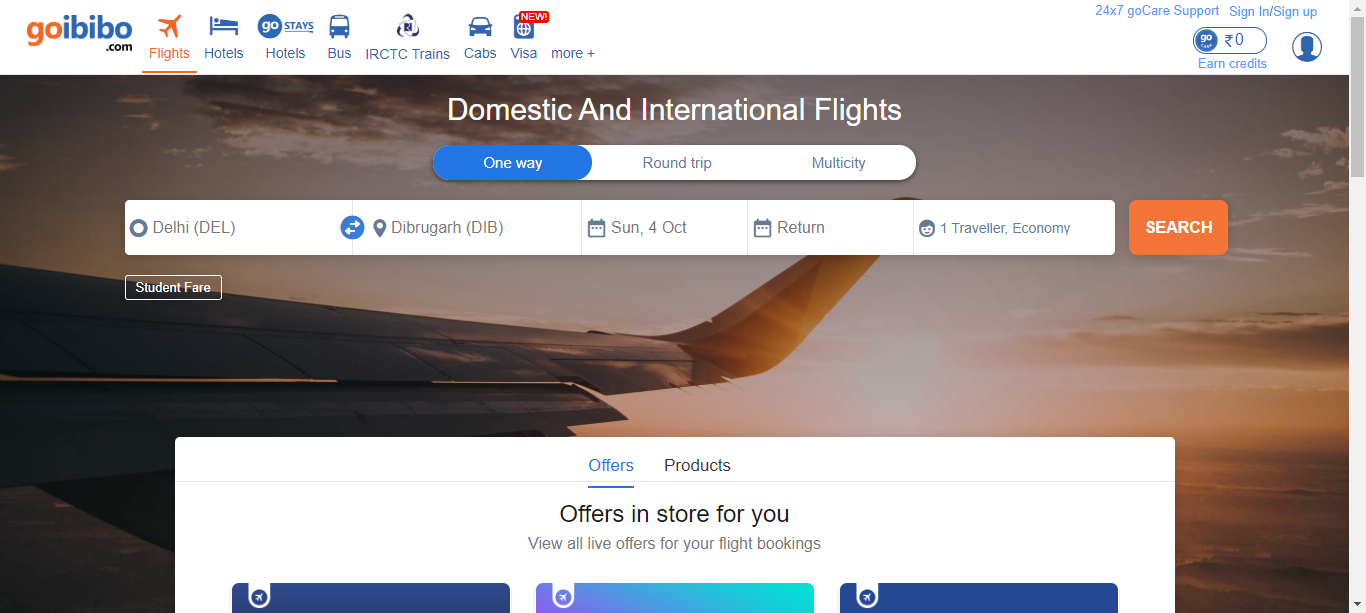 24x7 goCare Support Sign In/Sign up
goibibo
.com
NEW!
go STAYS
Flights Hotels Hotels Bus IRCTC Trains Cabs Visa more +
go
CASH
₹0
Earn credits
Domestic And International Flights
One way Round trip Multicity
Delhi (DEL) Dibrugarh (DIB) Sun, 4 Oct Return 1 Traveller, Economy SEARCH
Student Fare
Offers Products
Offers in store for you
View all live offers for your flight bookings